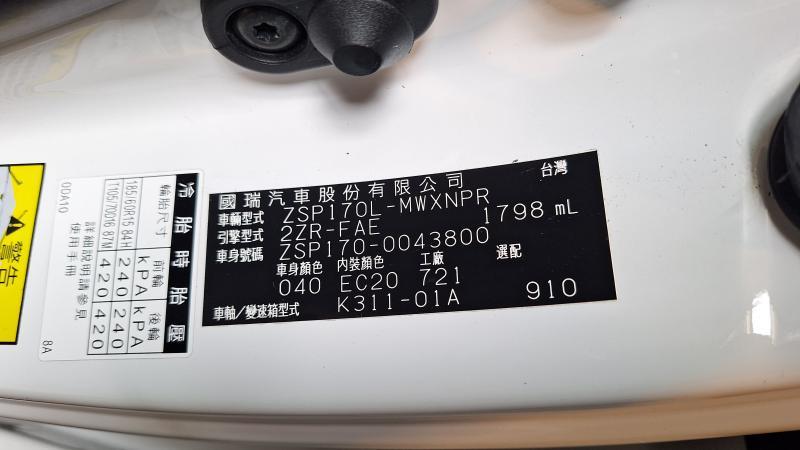 國瑞汽車股份有限公司 台灣
車輛型式 ZSP170L-MWXNPR
引擎型式 2ZR-FAE 1798 mL
車身號碼 ZSP170-0043800
車身顏色 內裝顏色 工廠 選配
040 EC20 721
車軸／變速箱型式 K311-01A 910
冷胎時胎壓
輪胎尺寸 前輪 後輪
kPA kPA
185/60R15 84H 240 240
420 420
詳細說明請參見
使用手冊
0DA10
8A
警告